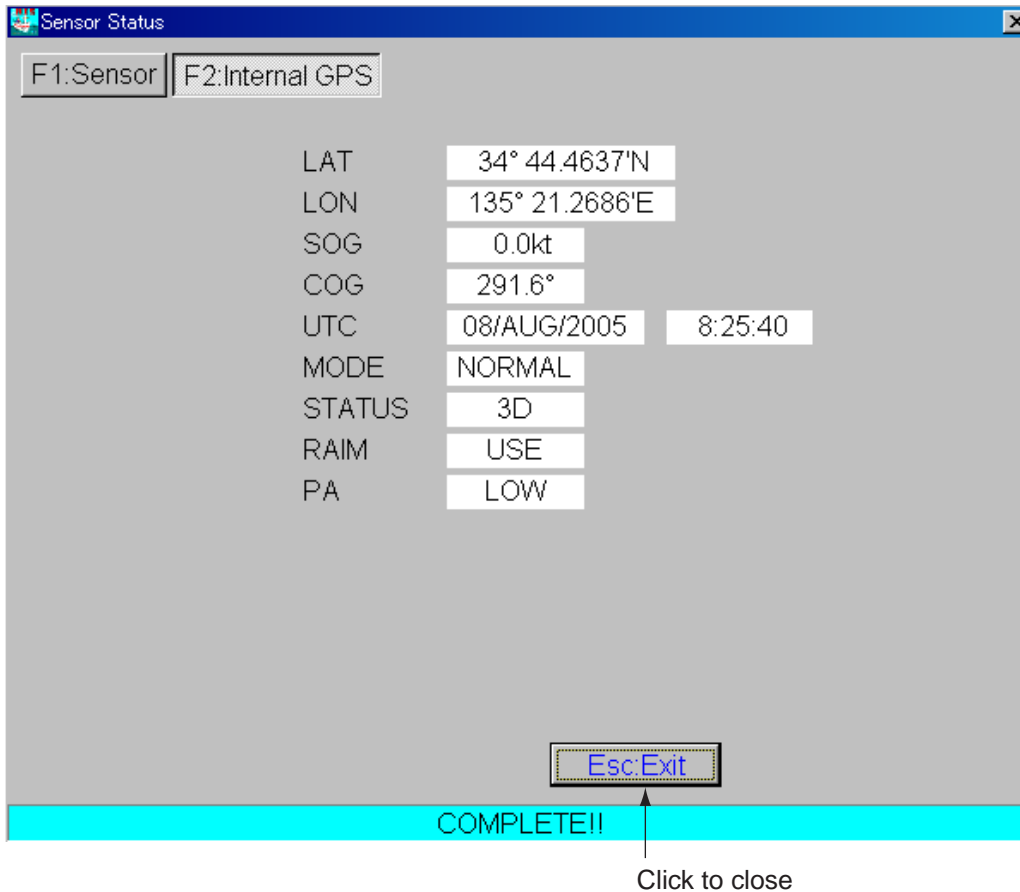 Sensor Status
F1:Sensor F2:Internal GPS
LAT 34° 44.4637'N
LON 135° 21.2686'E
SOG 0.0kt
COG 291.6°
UTC 08/AUG/2005 8:25:40
MODE NORMAL
STATUS 3D
RAIM USE
PA LOW
Esc:Exit
COMPLETE!!
Click to close